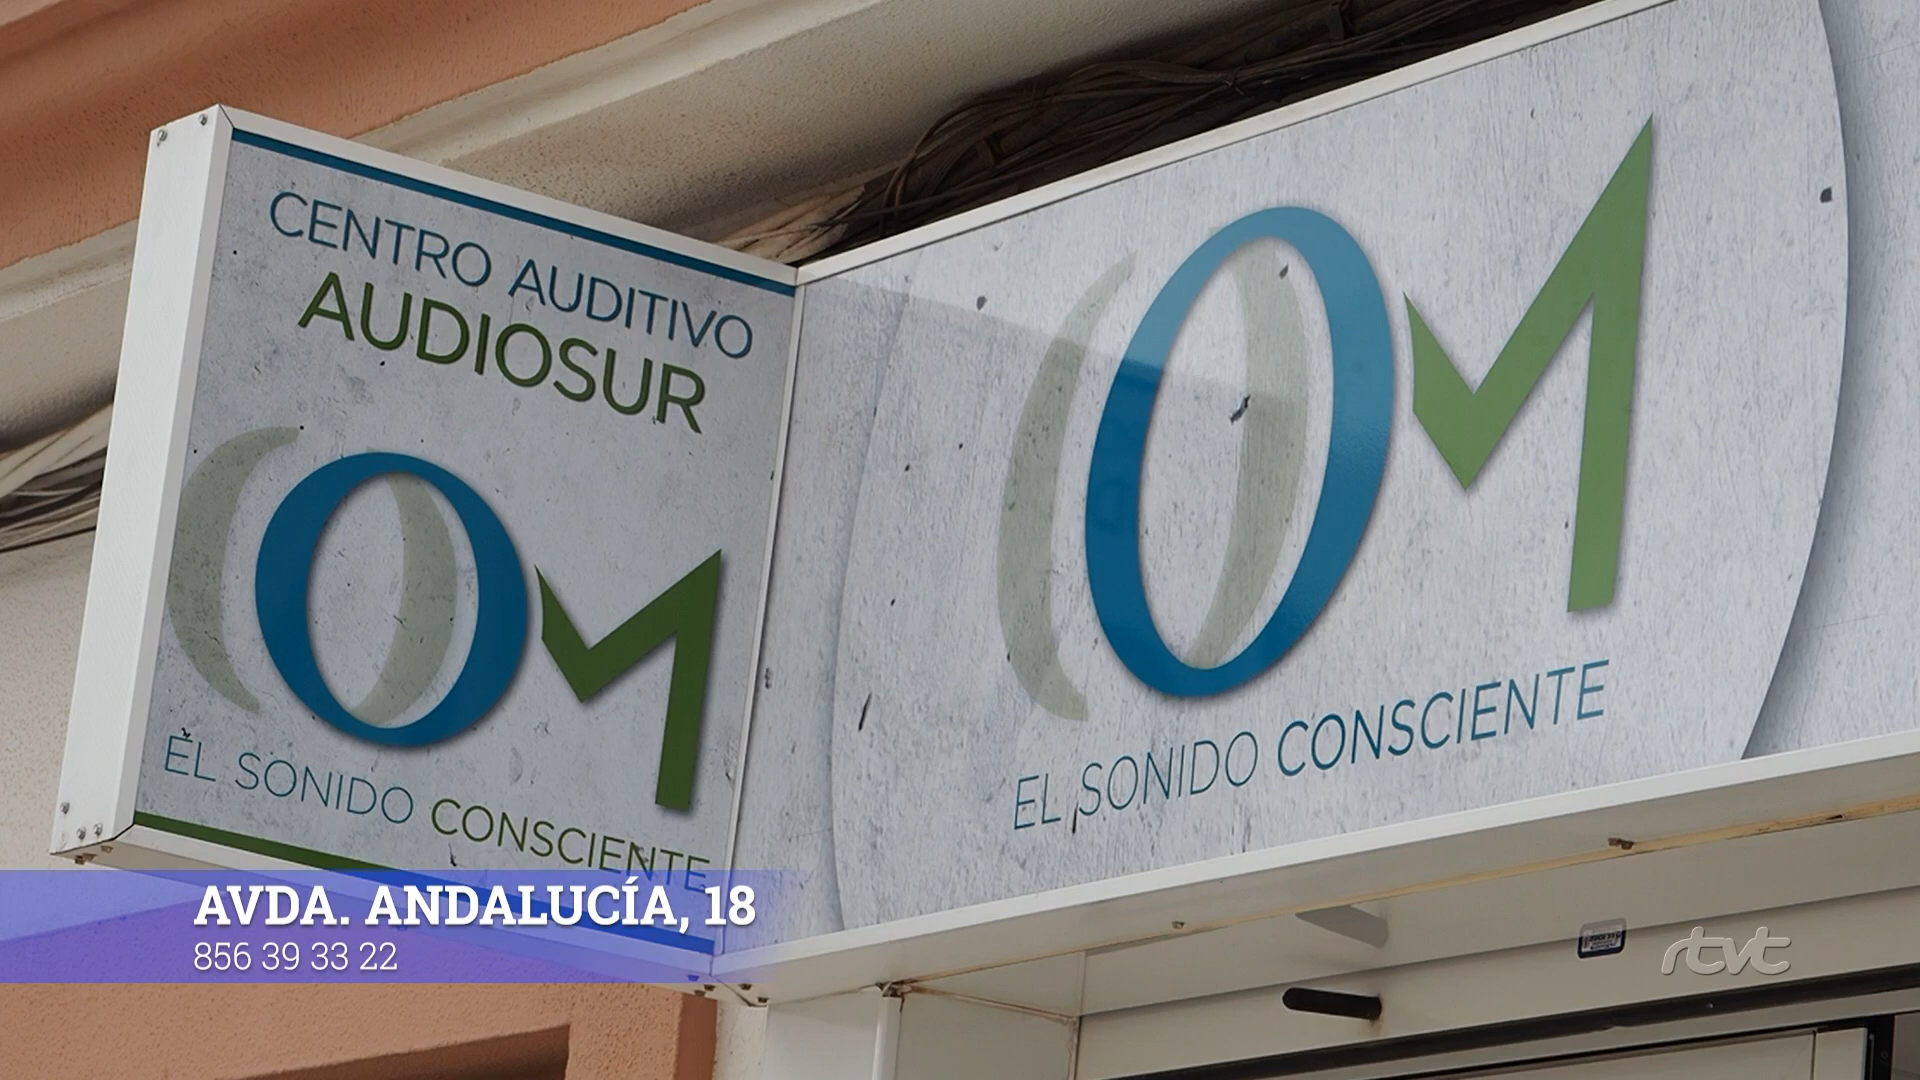 CENTRO AUDITIVO
AUDIOSUR
OM
EL SONIDO CONSCIENTE
OM
EL SONIDO CONSCIENTE
AVDA. ANDALUCÍA, 18
856 39 33 22
rtvt